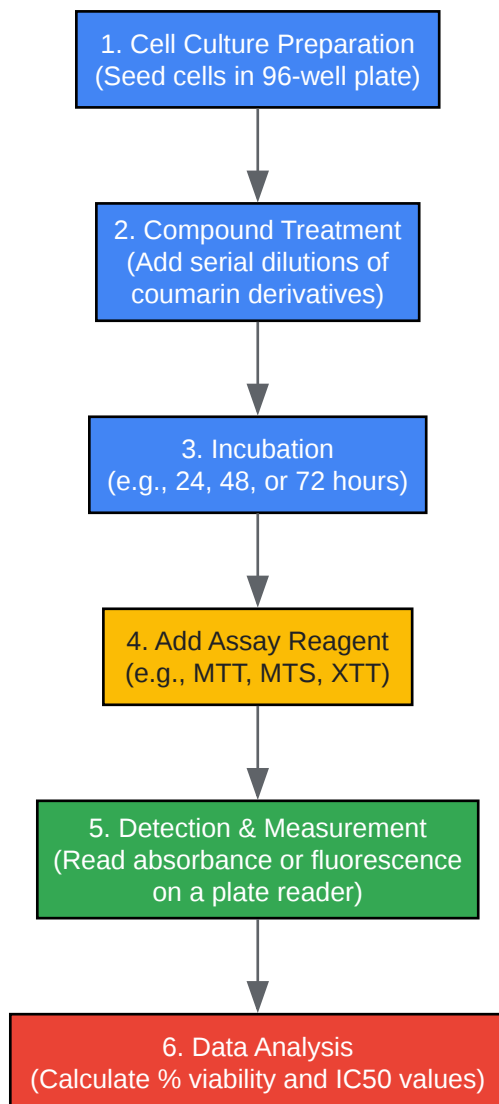 1. Cell Culture Preparation
(Seed cells in 96-well plate)
2. Compound Treatment
(Add serial dilutions of
coumarin derivatives)
3. Incubation
(e.g., 24, 48, or 72 hours)
4. Add Assay Reagent
(e.g., MTT, MTS, XTT)
5. Detection & Measurement
(Read absorbance or fluorescence
on a plate reader)
6. Data Analysis
(Calculate % viability and IC50 values)